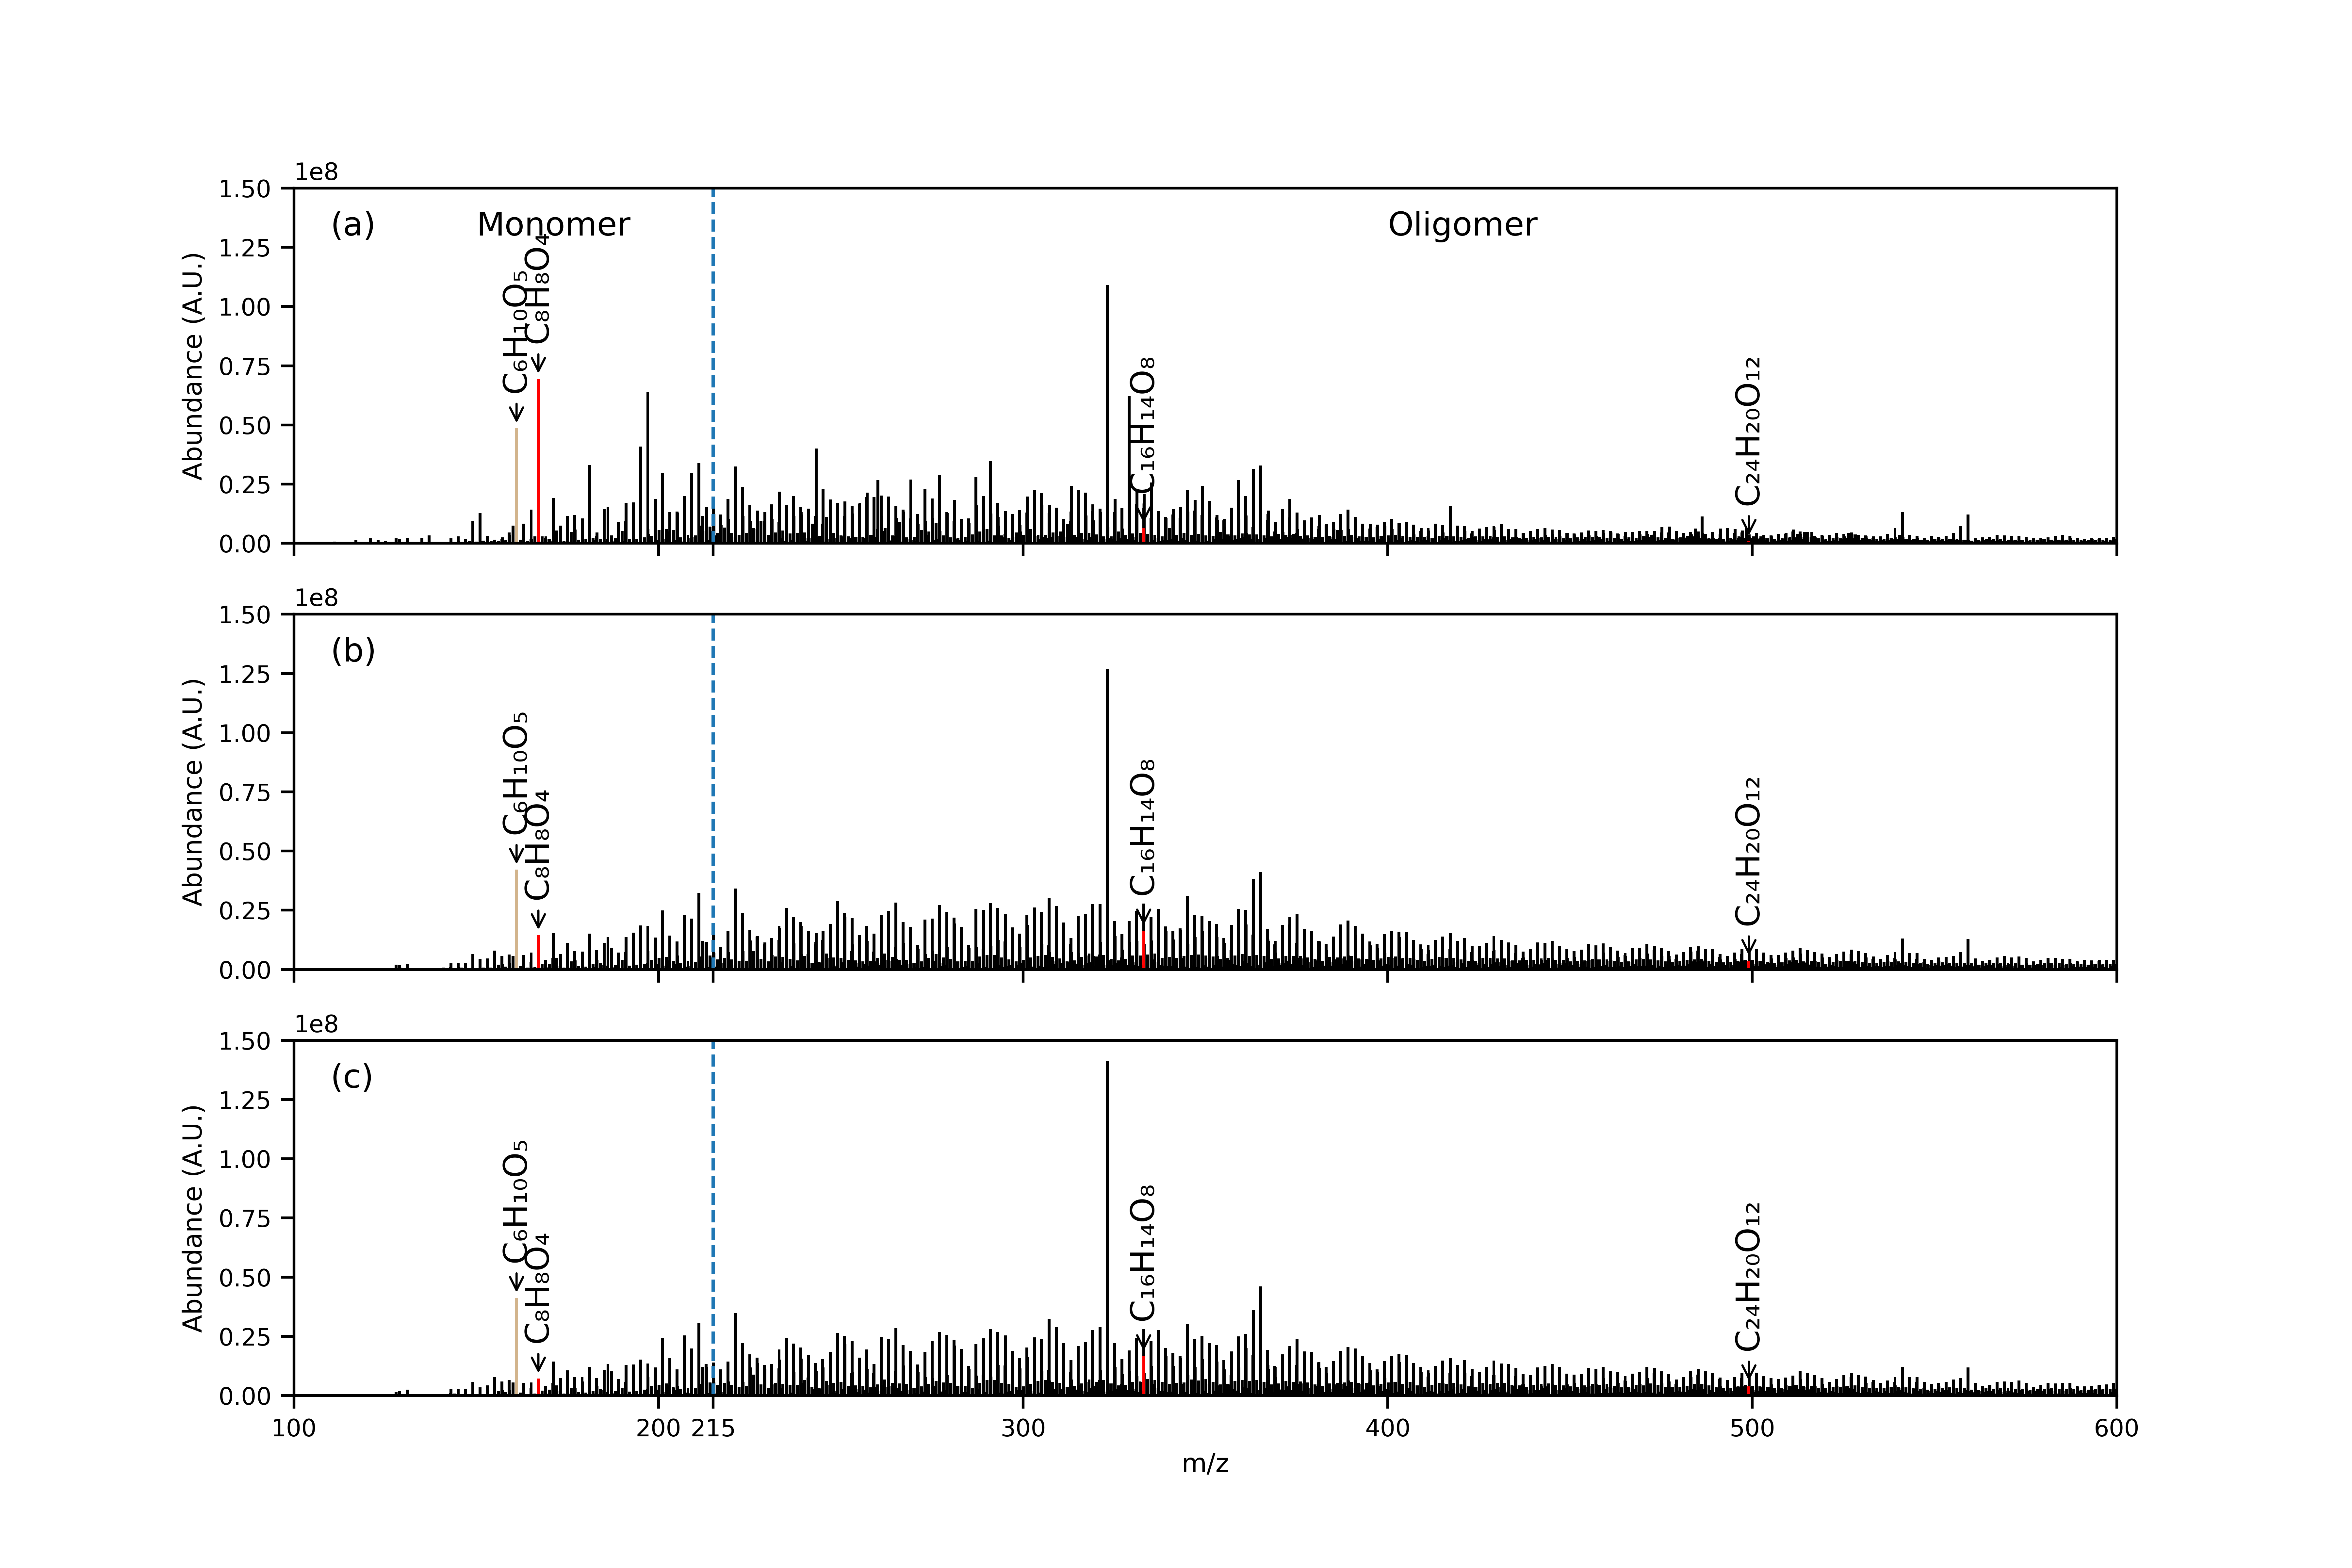 1e8
1.50
1.25
1.00
0.75
0.50
0.25
0.00
Abundance (A.U.)
(a)
Monomer
Oligomer
C₆H₁₀O₅
C₈H₈O₄
C₁₆H₁₄O₈
C₂₄H₂₀O₁₂
1e8
1.50
1.25
1.00
0.75
0.50
0.25
0.00
Abundance (A.U.)
(b)
C₆H₁₀O₅
C₈H₈O₄
C₁₆H₁₄O₈
C₂₄H₂₀O₁₂
1e8
1.50
1.25
1.00
0.75
0.50
0.25
0.00
Abundance (A.U.)
(c)
C₆H₁₀O₅
C₈H₈O₄
C₁₆H₁₄O₈
C₂₄H₂₀O₁₂
100 200 215 300 400 500 600
m/z